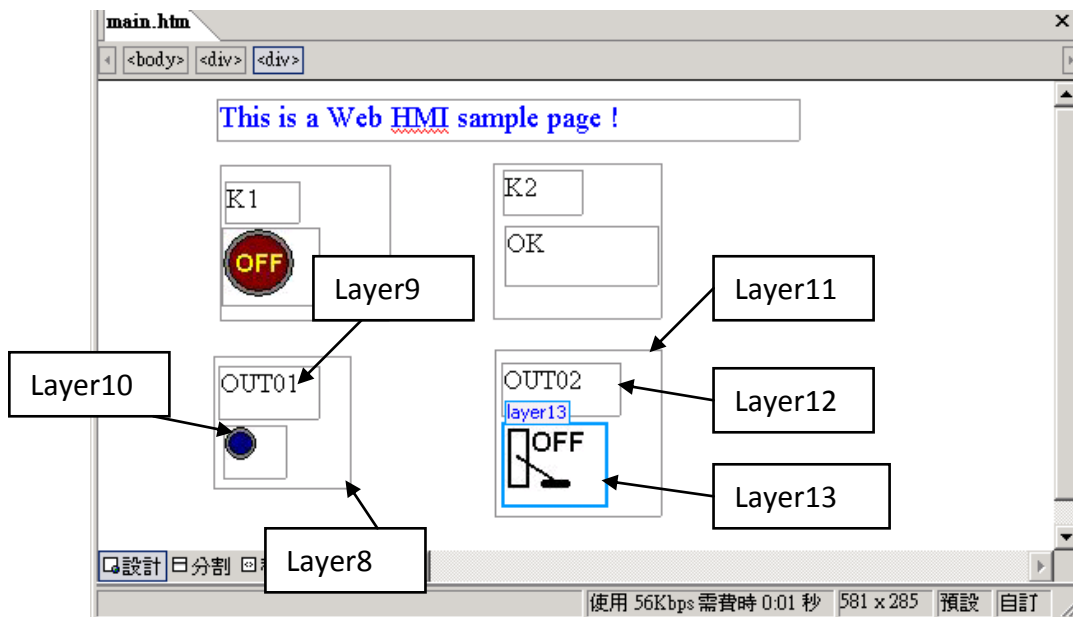 main.htm
<body> <div> <div>
This is a Web HMI sample page !
K1
K2
OFF
OK
Layer9
Layer11
Layer10
OUT01
OUT02
Layer12
layer13
OFF
Layer13
Layer8
設計 分割
使用 56Kbps 需費時 0:01 秒 581 x 285 預設 自訂